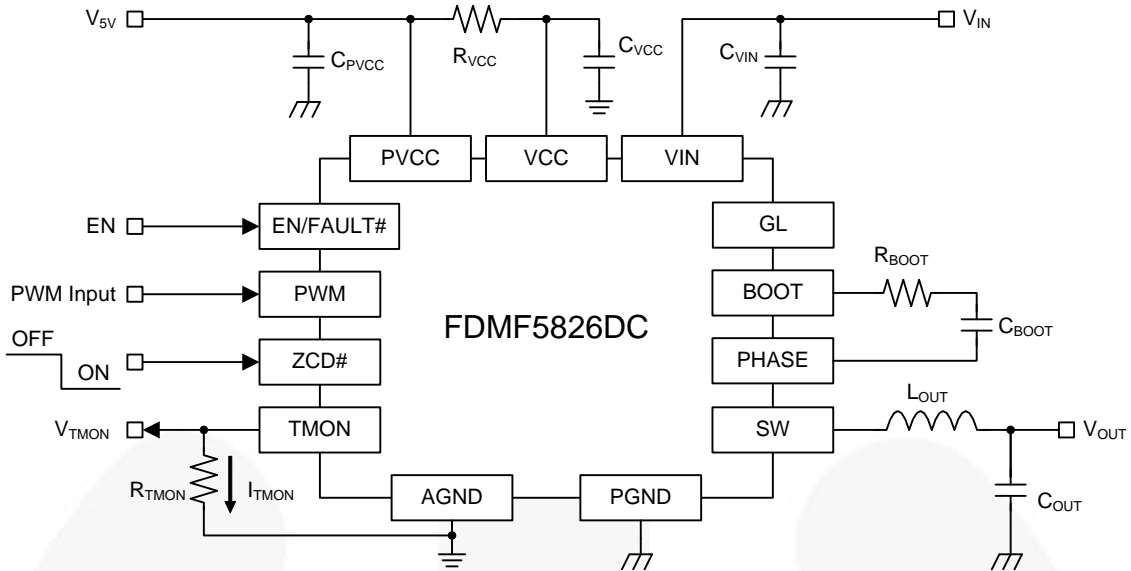 V5V
RVCC
CPVCC
CVCC
CVIN
VIN
PVCC
VCC
VIN
EN
EN/FAULT#
GL
PWM Input
PWM
BOOT
RBOOT
CBOOT
FDMF5826DC
OFF
ON
ZCD#
PHASE
VTMON
TMON
SW
LOUT
VOUT
RTMON
ITMON
AGND
PGND
COUT